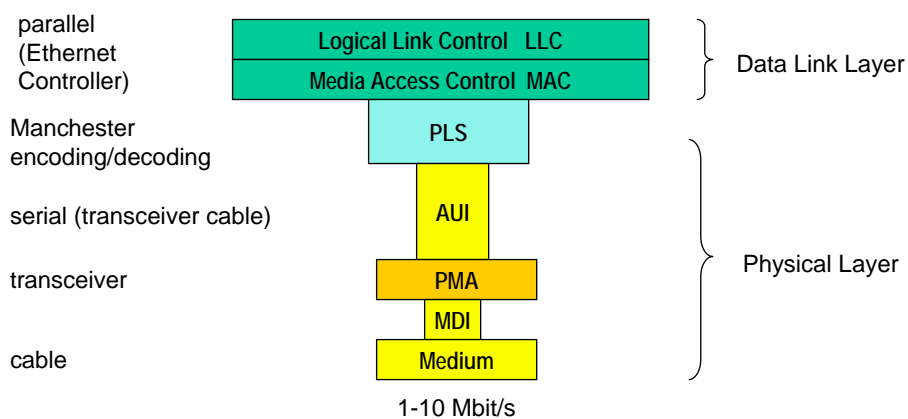 parallel
(Ethernet
Controller)
Logical Link Control LLC
Media Access Control MAC
Data Link Layer
Manchester
encoding/decoding
PLS
serial (transceiver cable)
AUI
Physical Layer
transceiver
PMA
MDI
cable
Medium
1-10 Mbit/s